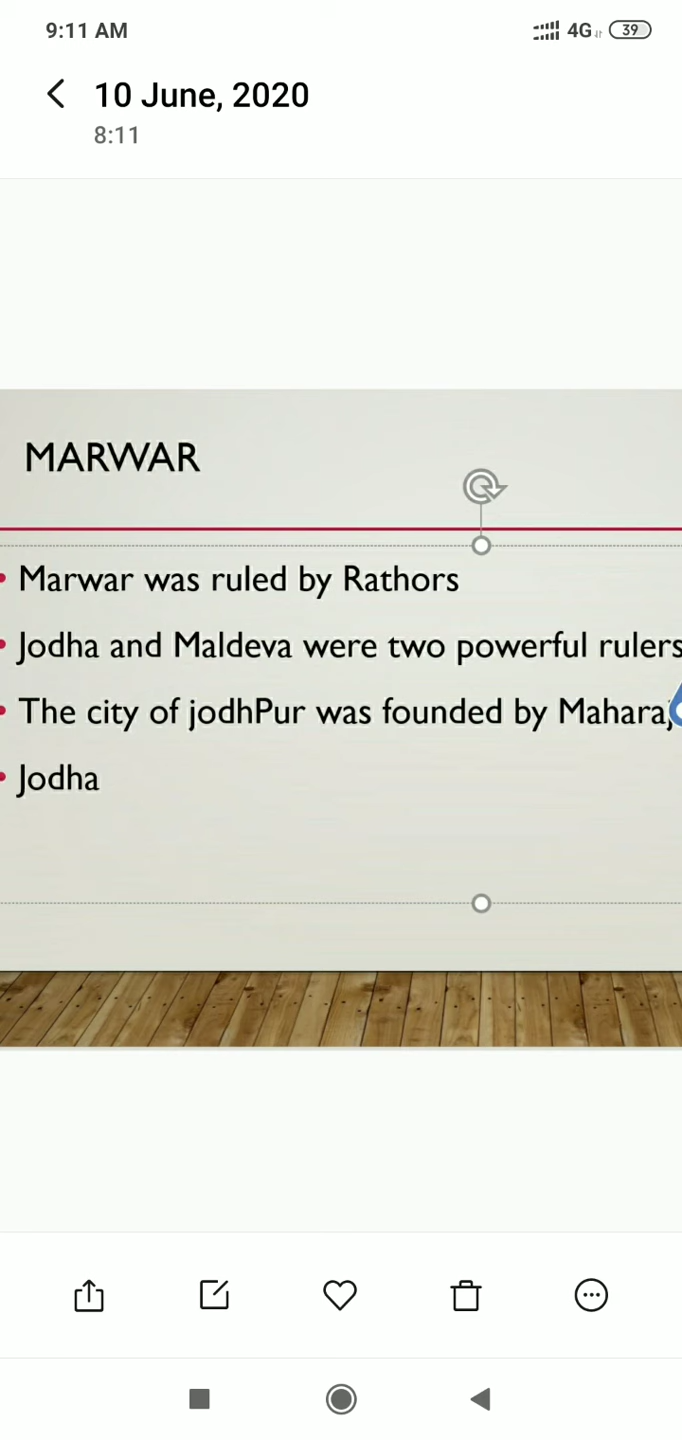 9:11 AM
4G
39
10 June, 2020
8:11
MARWAR
• Marwar was ruled by Rathors
• Jodha and Maldeva were two powerful rulers
• The city of jodhPur was founded by Maharaj
• Jodha